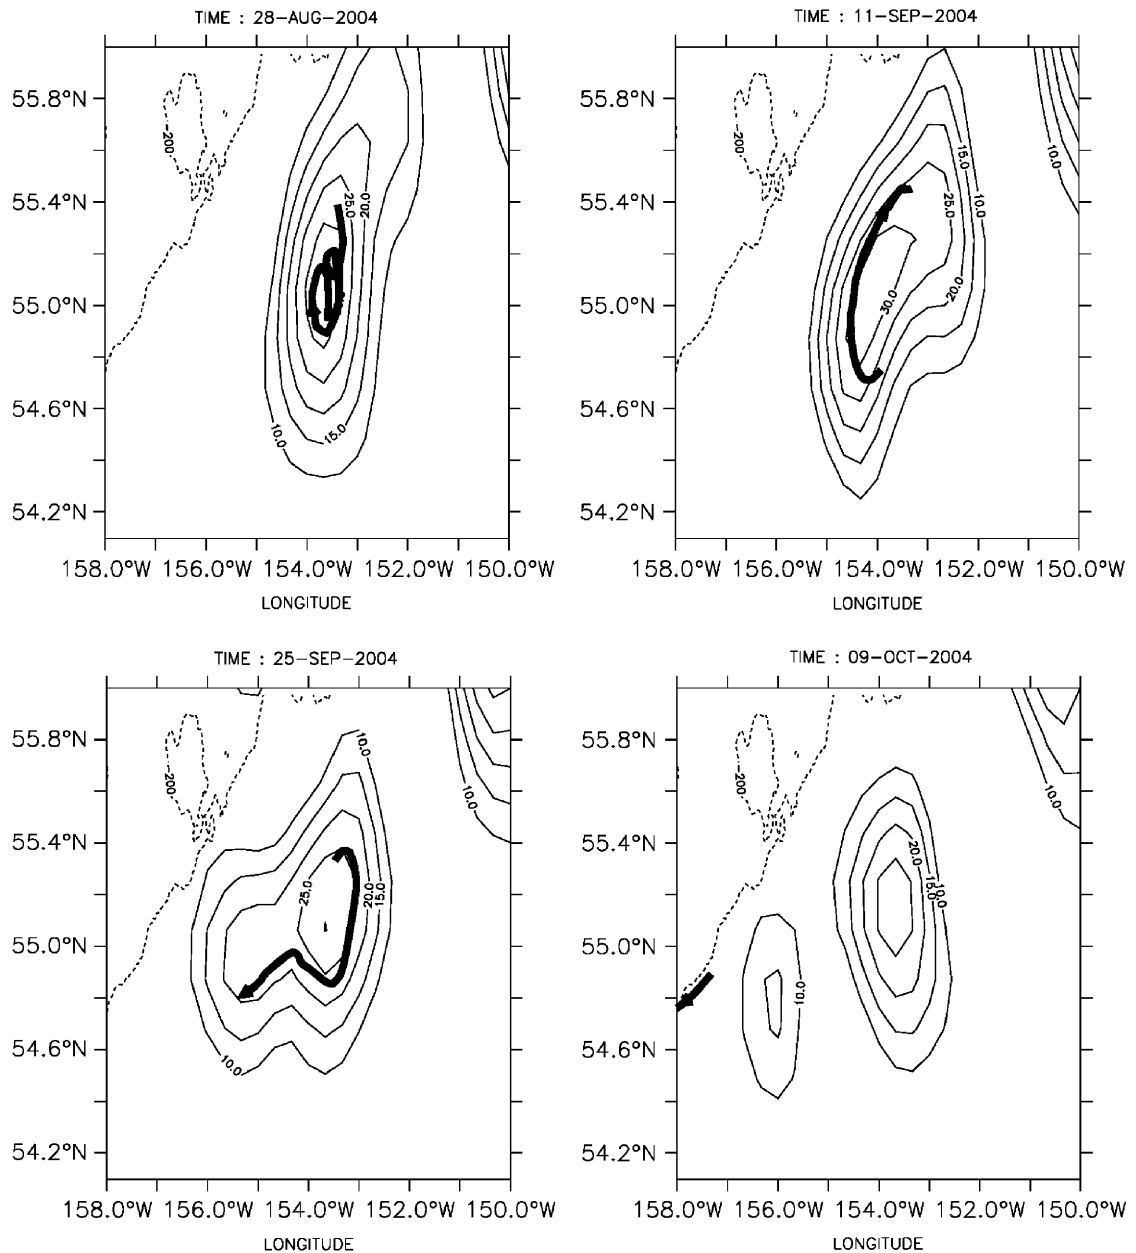 TIME : 28-AUG-2004
55.8°N
55.4°N
55.0°N
54.6°N
54.2°N
200
25.0
20.0
10.0
15.0
158.0°W 156.0°W 154.0°W 152.0°W 150.0°W
LONGITUDE
TIME : 11-SEP-2004
55.8°N
55.4°N
55.0°N
54.6°N
54.2°N
200
10.0
15.0
10.0
25.0
20.0
30.0
158.0°W 156.0°W 154.0°W 152.0°W 150.0°W
LONGITUDE
TIME : 25-SEP-2004
55.8°N
55.4°N
55.0°N
54.6°N
54.2°N
200
10.0
10.0
25.0
20.0
15.0
10.0
158.0°W 156.0°W 154.0°W 152.0°W 150.0°W
LONGITUDE
TIME : 09-OCT-2004
55.8°N
55.4°N
55.0°N
54.6°N
54.2°N
200
10.0
20.0
15.0
10.0
10.0
158.0°W 156.0°W 154.0°W 152.0°W 150.0°W
LONGITUDE